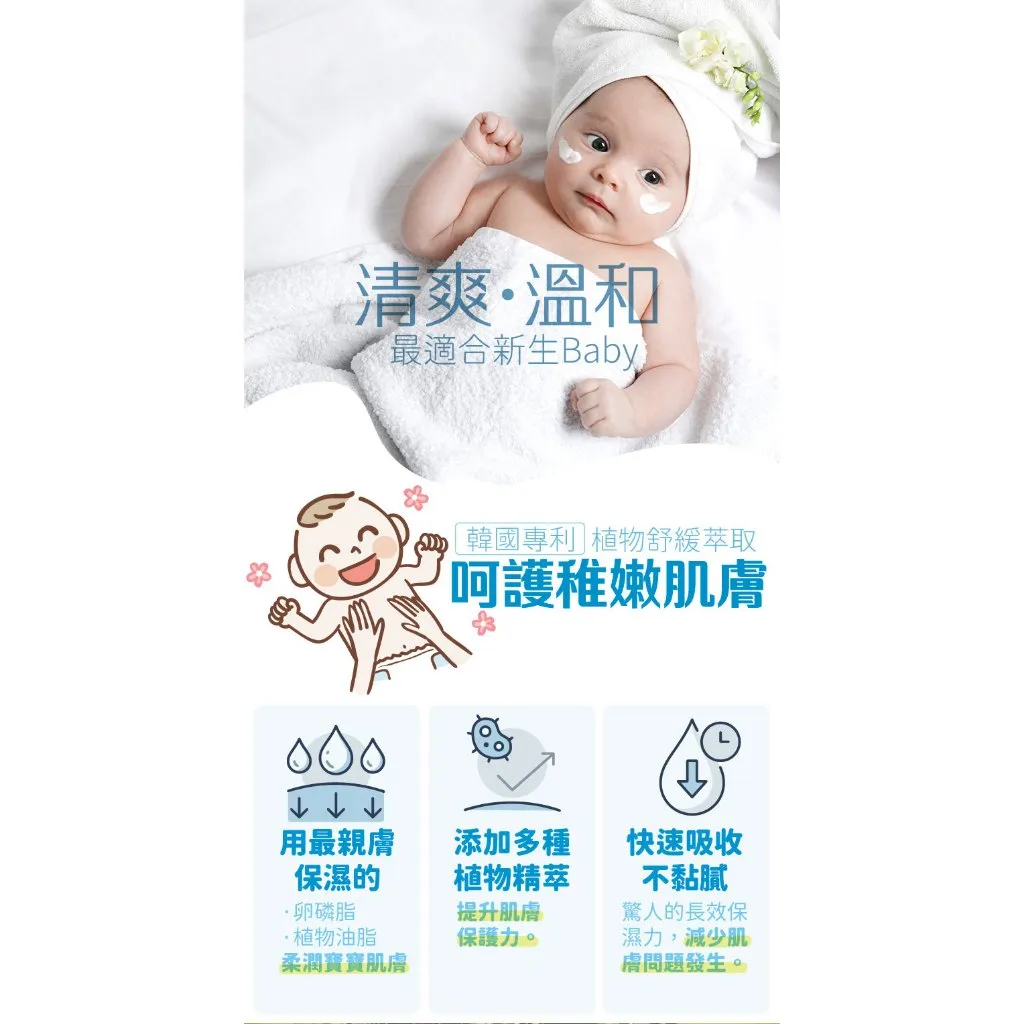 清爽·溫和
最適合新生Baby
韓國專利 植物舒緩萃取
呵護稚嫩肌膚
用最親膚
保濕的
·卵磷脂
·植物油脂
柔潤寶寶肌膚
添加多種
植物精萃
提升肌膚
保護力。
快速吸收
不黏膩
驚人的長效保
濕力，減少肌
膚問題發生。